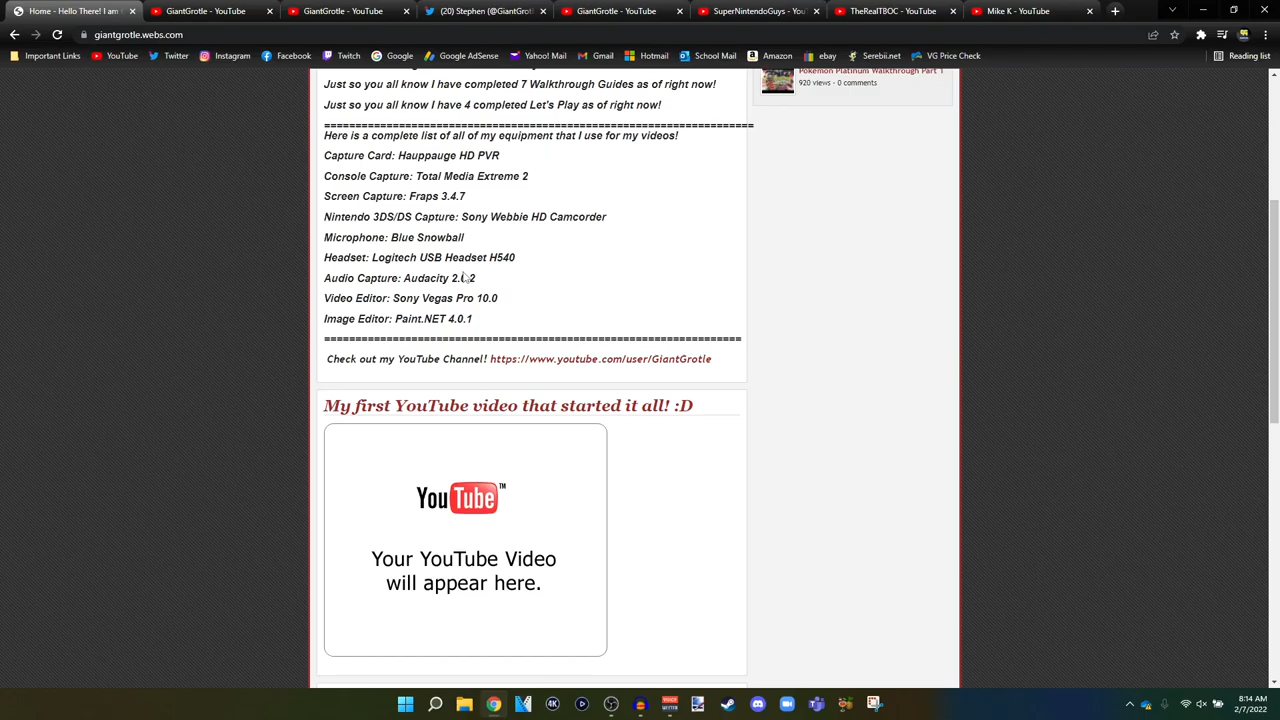 Hi there! I am 4
GiantGrotle - YouTube
GiantGrotle - YouTube
20) Stephen (@GiantG
GiantGrotle - YouTube
SuperNintenDGuys - You
TheRealDCK - YouTube
Mike K - YouTube
giantgrotle.webs.com
Important Links
YouTube
Twitter
Instagram
Facebook
Twitch
Google
Google AdSense
Yahoo! Mail
Gmail
Hotmail
School Mail
Amazon
ebay
Serebii.net
VG Price Check
Reading list
Pokemon Platinum Walkthrough Part 1
920 views - 0 comments
Just so you all know I have completed 7 Walkthrough Guides as of right now!
Just so you all know I have 4 completed Let's Play as of right now!
==================================================================
Here is a complete list of all of my equipment that I use for my videos!
Capture Card: Hauppauge HD PVR
Console Capture: Total Media Extreme 2
Screen Capture: Fraps 3.4.7
Nintendo 3DS/DS Capture: Sony Webbie HD Camcorder
Microphone: Blue Snowball
Headset: Logitech USB Headset H540
Audio Capture: Audacity 2.0.2
Video Editor: Sony Vegas Pro 10.0
Image Editor: Paint.NET 4.0.1
================================================================
Check out my YouTube Channel! https://www.youtube.com/user/GiantGrotle
My first YouTube video that started it all! :D
YouTube™
Your YouTube Video
will appear here.
8:14 AM
2/7/2022